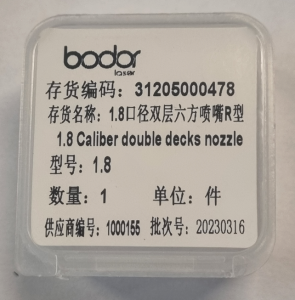 bodor
laser
存货编码：31205000478
存货名称：1.8口径双层六方喷嘴R型
1.8 Caliber double decks nozzle
型号：1.8
数量：1 单位：件
供应商编号：1000155 批次号：20230316